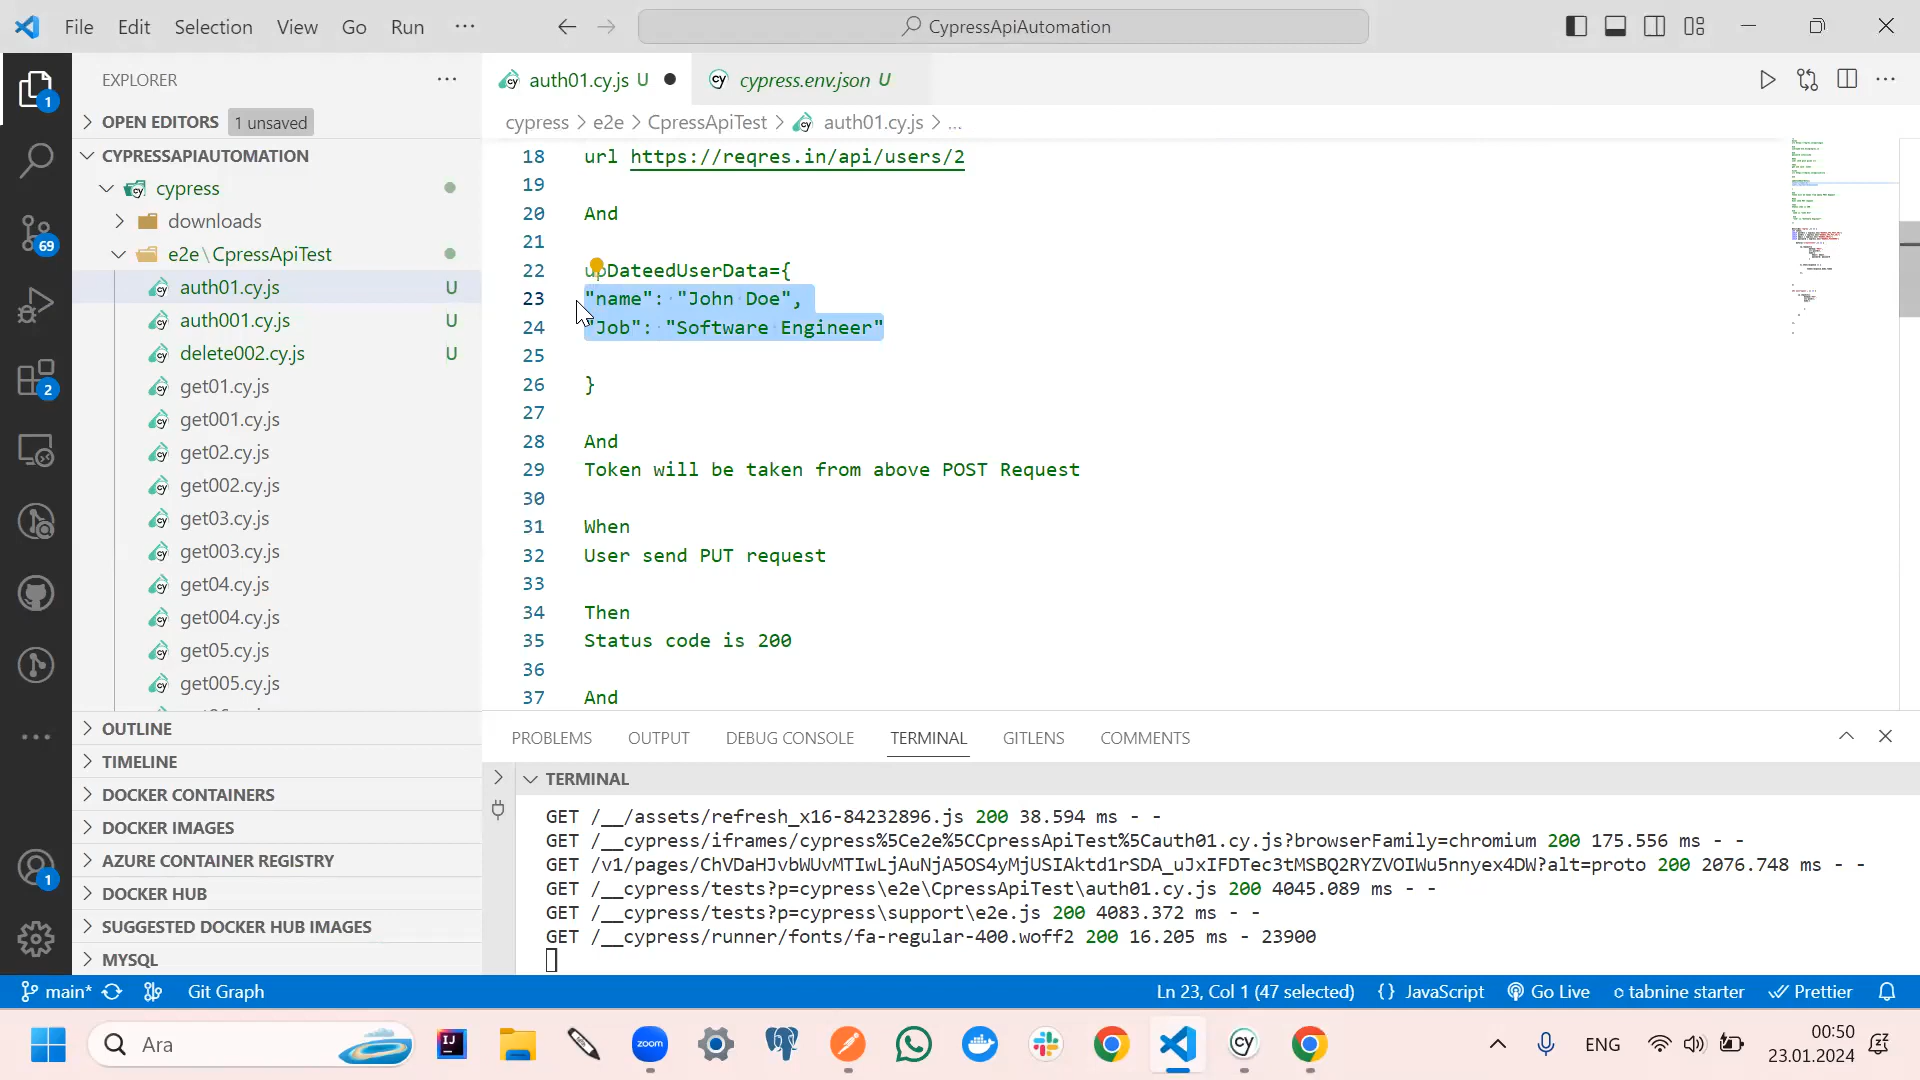 File Edit Selection View Go Run ···
CypressApiAutomation
EXPLORER
OPEN EDITORS 1 unsaved
CYPRESSAPIAUTOMATION
cypress
downloads
e2e\CpressApiTest
auth01.cy.js U
auth001.cy.js U
delete002.cy.js U
get01.cy.js
get001.cy.js
get02.cy.js
get002.cy.js
get03.cy.js
get003.cy.js
get04.cy.js
get004.cy.js
get05.cy.js
get005.cy.js
OUTLINE
TIMELINE
DOCKER CONTAINERS
DOCKER IMAGES
AZURE CONTAINER REGISTRY
DOCKER HUB
SUGGESTED DOCKER HUB IMAGES
MYSQL
1
69
2
1
auth01.cy.js U
cypress.env.json U
cypress > e2e > CpressApiTest > auth01.cy.js > ...
18 url https://reqres.in/api/users/2
19
20 And
21
22 upDateedUserData={
23 "name": "John Doe",
24 "Job": "Software Engineer"
25
26 }
27
28 And
29 Token will be taken from above POST Request
30
31 When
32 User send PUT request
33
34 Then
35 Status code is 200
36
37 And
PROBLEMS OUTPUT DEBUG CONSOLE TERMINAL GITLENS COMMENTS
TERMINAL
GET /__/assets/refresh_x16-84232896.js 200 38.594 ms - -
GET /__cypress/iframes/cypress%5Ce2e%5CCpressApiTest%5Cauth01.cy.js?browserFamily=chromium 200 175.556 ms - -
GET /v1/pages/ChVDaHJvbWUvMTIwLjAuNjA5OS4yMjUSIAktd1rSDA_uJxIFDTec3tMSBQ2RYZVOIWu5nnyex4DW?alt=proto 200 2076.748 ms - -
GET /__cypress/tests?p=cypress\e2e\CpressApiTest\auth01.cy.js 200 4045.089 ms - -
GET /__cypress/tests?p=cypress\support\e2e.js 200 4083.372 ms - -
GET /__cypress/runner/fonts/fa-regular-400.woff2 200 16.205 ms - 23900
main* Git Graph Ln 23, Col 1 (47 selected) {} JavaScript Go Live tabnine starter Prettier
Ara
zoom
ENG
00:50
23.01.2024